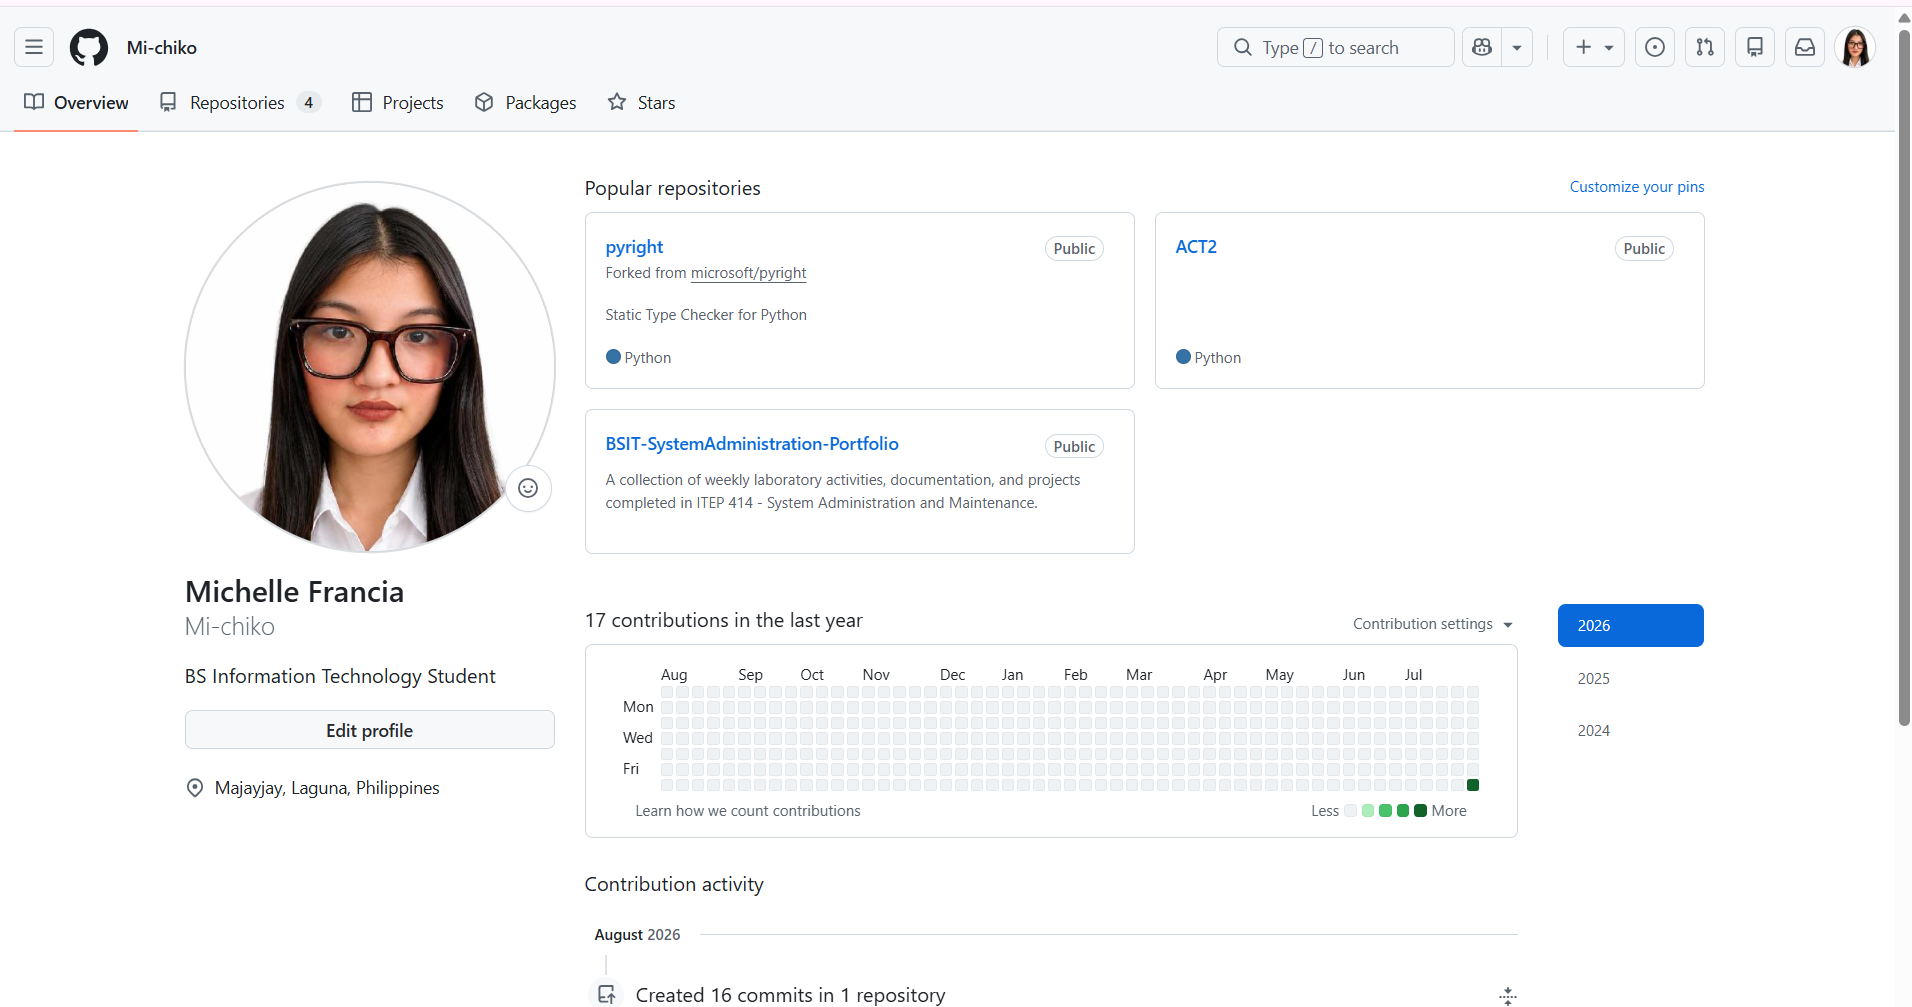 Mi-chiko
Type / to search
Overview
Repositories 4
Projects
Packages
Stars
Michelle Francia
Mi-chiko
BS Information Technology Student
Edit profile
Majayjay, Laguna, Philippines
Popular repositories
Customize your pins
pyright
Public
Forked from microsoft/pyright
Static Type Checker for Python
Python
ACT2
Public
Python
BSIT-SystemAdministration-Portfolio
Public
A collection of weekly laboratory activities, documentation, and projects
completed in ITEP 414 - System Administration and Maintenance.
17 contributions in the last year
Contribution settings
2026
2025
2024
Aug Sep Oct Nov Dec Jan Feb Mar Apr May Jun Jul
Mon
Wed
Fri
Learn how we count contributions
Less More
Contribution activity
August 2026
Created 16 commits in 1 repository